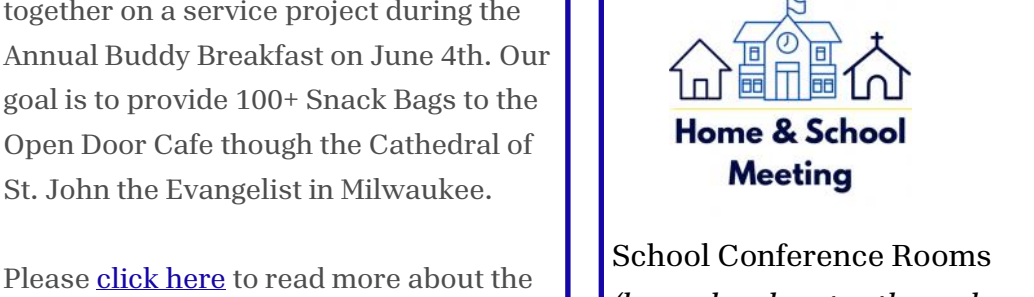 together on a service project during the
Annual Buddy Breakfast on June 4th. Our
goal is to provide 100+ Snack Bags to the
Open Door Cafe though the Cathedral of
St. John the Evangelist in Milwaukee.
Please click here to read more about the
Home & School
Meeting
School Conference Rooms